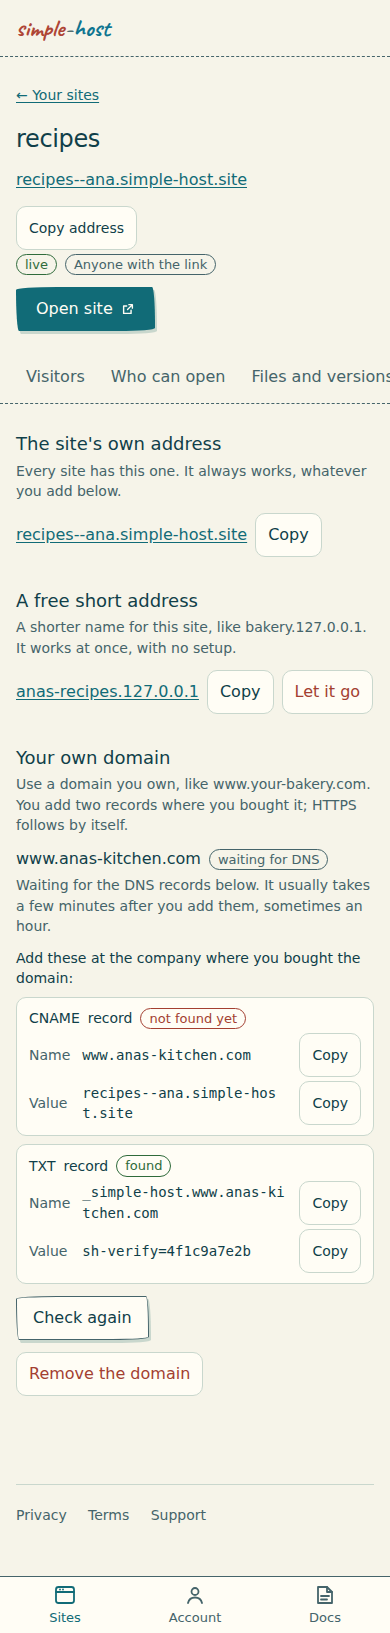 simple-host
← Your sites
recipes
recipes--ana.simple-host.site
Copy address
live Anyone with the link
Open site
Visitors Who can open Files and versions
The site's own address
Every site has this one. It always works, whatever
you add below.
recipes--ana.simple-host.site Copy
A free short address
A shorter name for this site, like bakery.127.0.0.1.
It works at once, with no setup.
anas-recipes.127.0.0.1 Copy Let it go
Your own domain
Use a domain you own, like www.your-bakery.com.
You add two records where you bought it; HTTPS
follows by itself.
www.anas-kitchen.com waiting for DNS
Waiting for the DNS records below. It usually takes
a few minutes after you add them, sometimes an
hour.
Add these at the company where you bought the
domain:
CNAME record not found yet
Name www.anas-kitchen.com Copy
Value recipes--ana.simple-hos
t.site Copy
TXT record found
Name _simple-host.www.anas-ki
tchen.com Copy
Value sh-verify=4f1c9a7e2b Copy
Check again
Remove the domain
Privacy Terms Support
Sites Account Docs